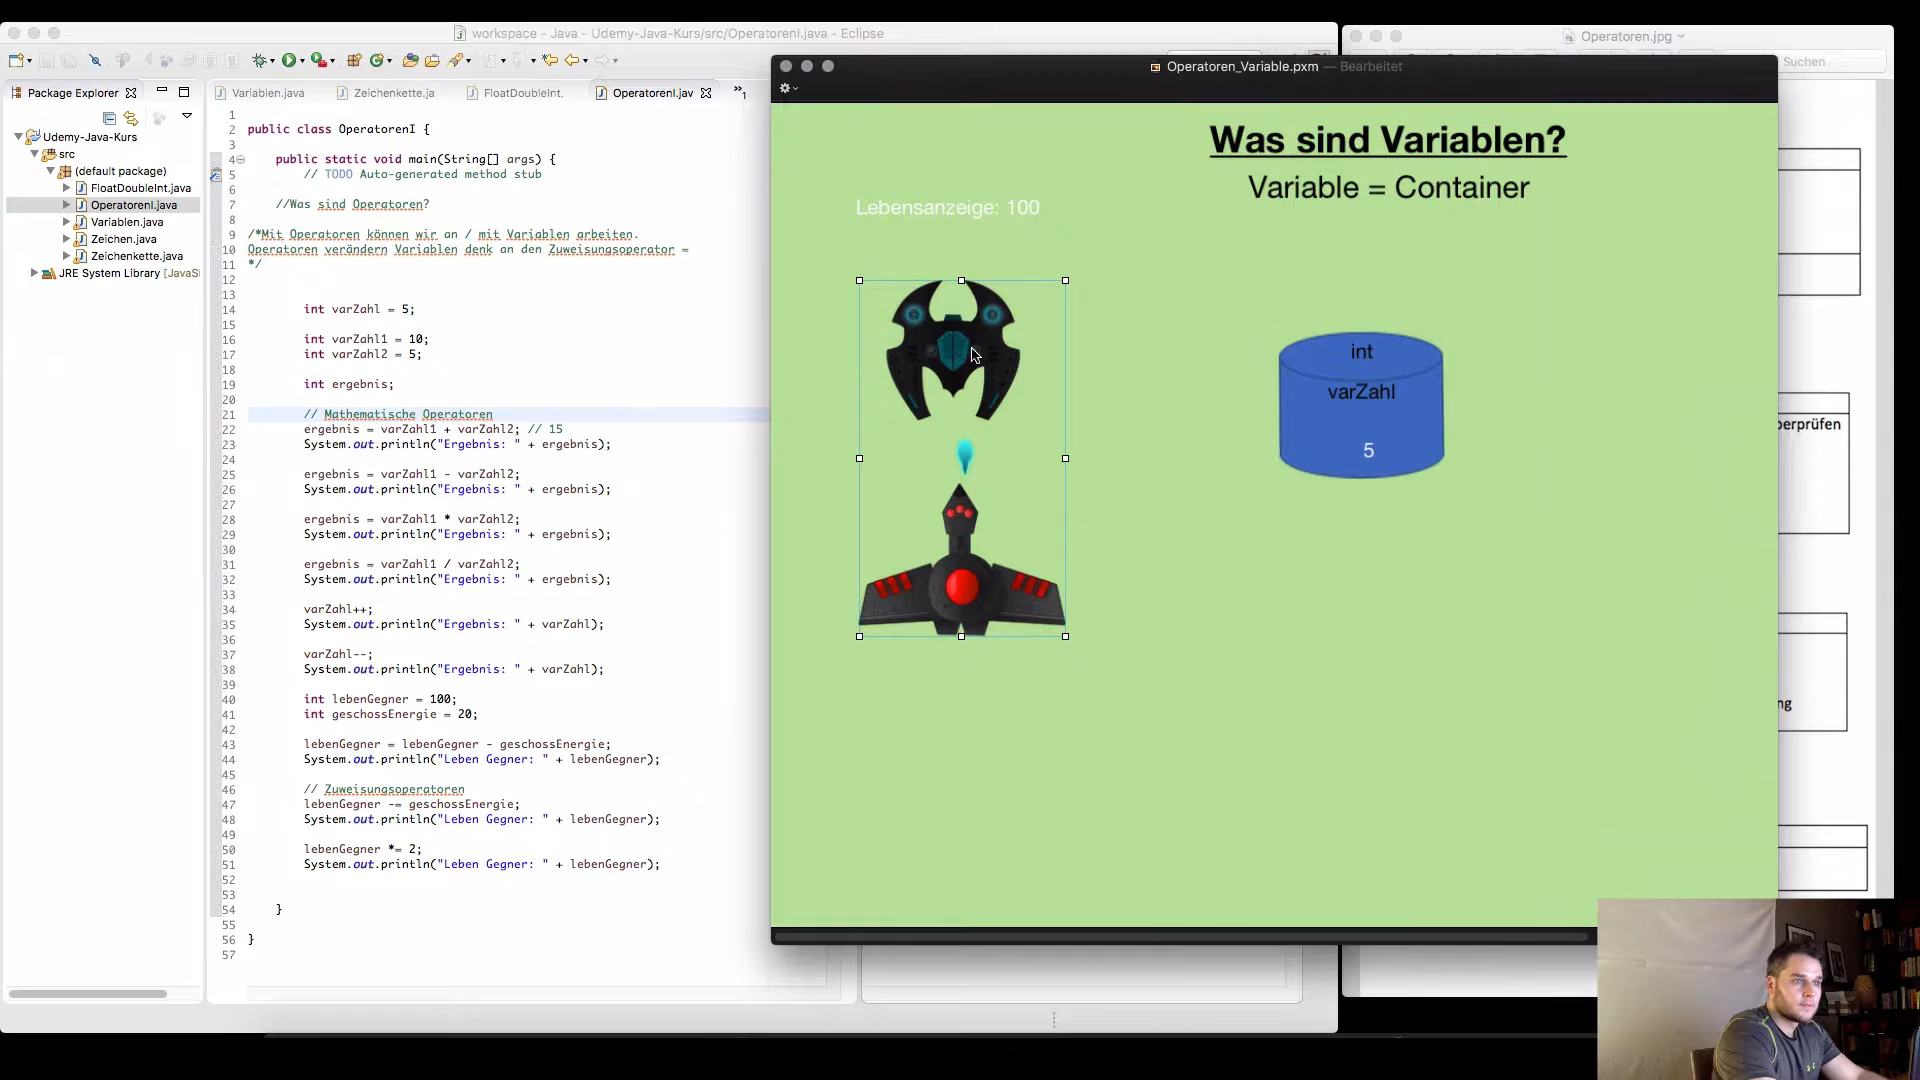 workspace - Java - Udemy-Java-Kurs/src/OperatorenI.java - Eclipse
Package Explorer
Udemy-Java-Kurs
src
(default package)
FloatDoubleInt.java
OperatorenI.java
Variablen.java
Zeichen.java
Zeichenkette.java
JRE System Library [JavaS
Variablen.java
Zeichenkette.ja
FloatDoubleInt.
OperatorenI.jav
»1
1
2 public class OperatorenI {
3
4 public static void main(String[] args) {
5 // TODO Auto-generated method stub
6
7 //Was sind Operatoren?
8
9 /*Mit Operatoren können wir an / mit Variablen arbeiten.
10 Operatoren verändern Variablen denk an den Zuweisungsoperator =
11 */
12
13
14 int varZahl = 5;
15
16 int varZahl1 = 10;
17 int varZahl2 = 5;
18
19 int ergebnis;
20
21 // Mathematische Operatoren
22 ergebnis = varZahl1 + varZahl2; // 15
23 System.out.println("Ergebnis: " + ergebnis);
24
25 ergebnis = varZahl1 - varZahl2;
26 System.out.println("Ergebnis: " + ergebnis);
27
28 ergebnis = varZahl1 * varZahl2;
29 System.out.println("Ergebnis: " + ergebnis);
30
31 ergebnis = varZahl1 / varZahl2;
32 System.out.println("Ergebnis: " + ergebnis);
33
34 varZahl++;
35 System.out.println("Ergebnis: " + varZahl);
36
37 varZahl--;
38 System.out.println("Ergebnis: " + varZahl);
39
40 int lebenGegner = 100;
41 int geschossEnergie = 20;
42
43 lebenGegner = lebenGegner - geschossEnergie;
44 System.out.println("Leben Gegner: " + lebenGegner);
45
46 // Zuweisungsoperatoren
47 lebenGegner -= geschossEnergie;
48 System.out.println("Leben Gegner: " + lebenGegner);
49
50 lebenGegner *= 2;
51 System.out.println("Leben Gegner: " + lebenGegner);
52
53
54 }
55
56 }
57
Operatoren_Variable.pxm — Bearbeitet
Was sind Variablen?
Variable = Container
Lebensanzeige: 100
int
varZahl
5
Operatoren.jpg
Suchen
berprüfen
ng